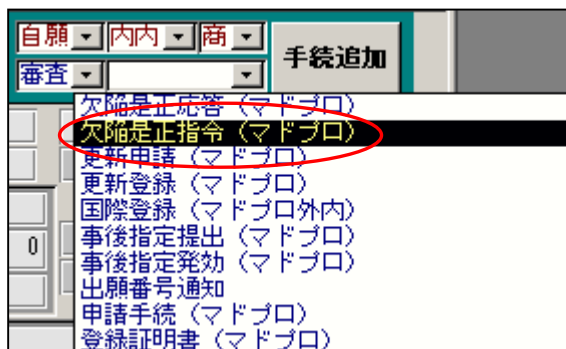 自願 内内 商 手続追加
審査
欠陥是正応答（マドプロ）
欠陥是正指令（マドプロ）
更新申請（マドプロ）
更新登録（マドプロ）
国際登録（マドプロ外内）
0 事後指定提出（マドプロ）
事後指定発効（マドプロ）
出願番号通知
申請手続（マドプロ）
登録証明書（マドプロ）